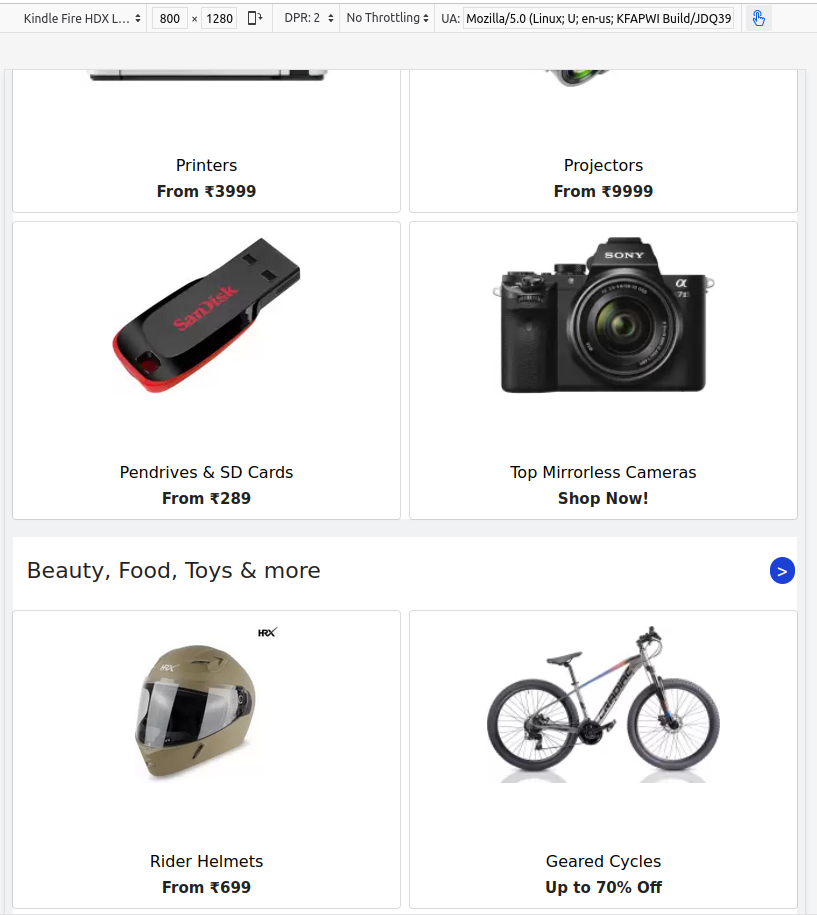 Kindle Fire HDX L... 800 × 1280 DPR: 2 No Throttling UA: Mozilla/5.0 (Linux; U; en-us; KFAPWI Build/JDQ39
Printers
From ₹3999
Projectors
From ₹9999
SanDisk
SONY
α
7II
Pendrives & SD Cards
From ₹289
Top Mirrorless Cameras
Shop Now!
Beauty, Food, Toys & more
>
HRX
HRX
Rider Helmets
From ₹699
Geared Cycles
Up to 70% Off